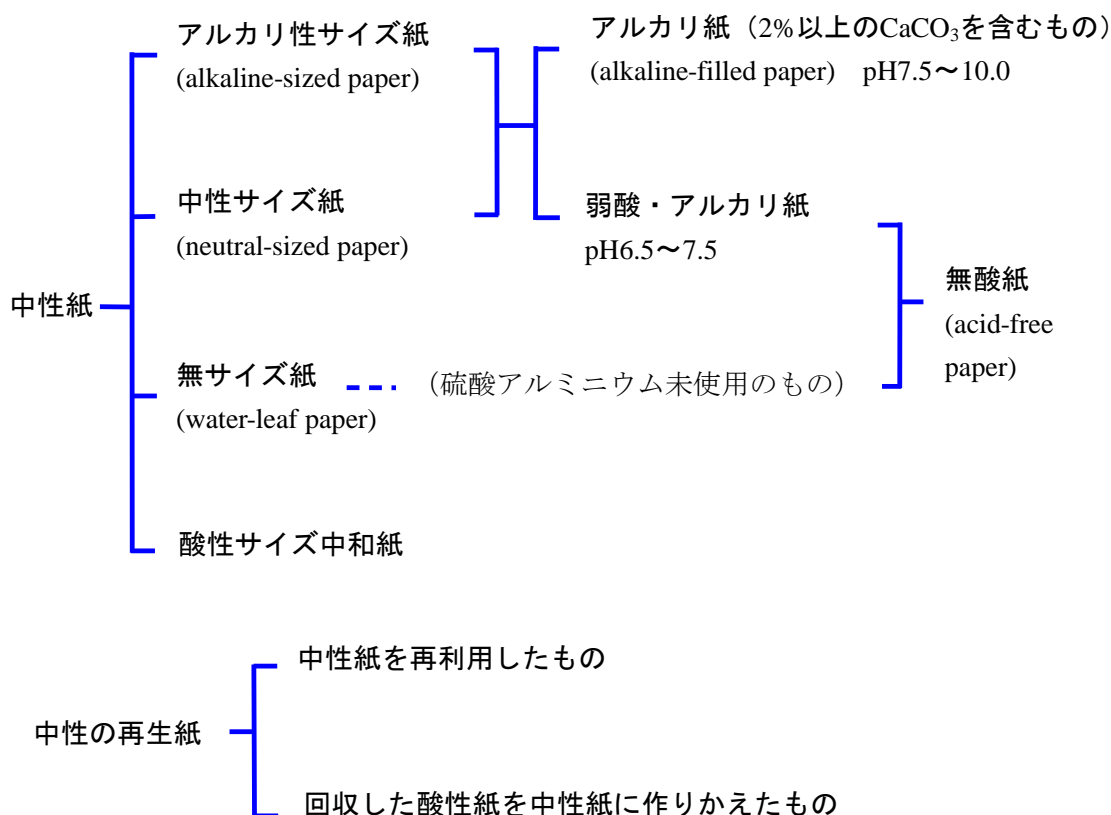 アルカリ性サイズ紙
(alkaline-sized paper)
アルカリ紙（2%以上のCaCO₃を含むもの）
(alkaline-filled paper) pH7.5～10.0
中性サイズ紙
(neutral-sized paper)
弱酸・アルカリ紙
pH6.5～7.5
中性紙
無酸紙
(acid-free
paper)
無サイズ紙
(water-leaf paper)
（硫酸アルミニウム未使用のもの）
酸性サイズ中和紙
中性紙を再利用したもの
中性の再生紙
回収した酸性紙を中性紙に作りかえたもの